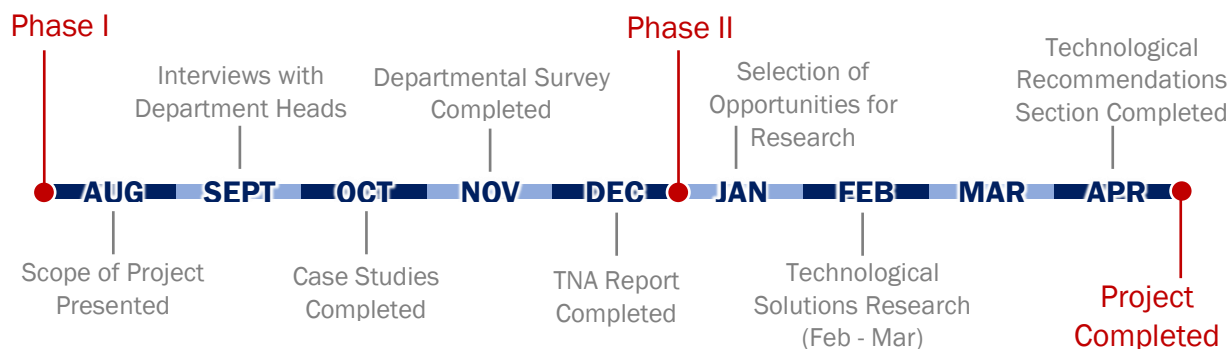 Phase I
Phase II
Interviews with
Department Heads
Departmental Survey
Completed
Selection of
Opportunities for
Research
Technological
Recommendations
Section Completed
AUG SEPT OCT NOV DEC JAN FEB MAR APR
Scope of Project
Presented
Case Studies
Completed
TNA Report
Completed
Technological
Solutions Research
(Feb - Mar)
Project
Completed